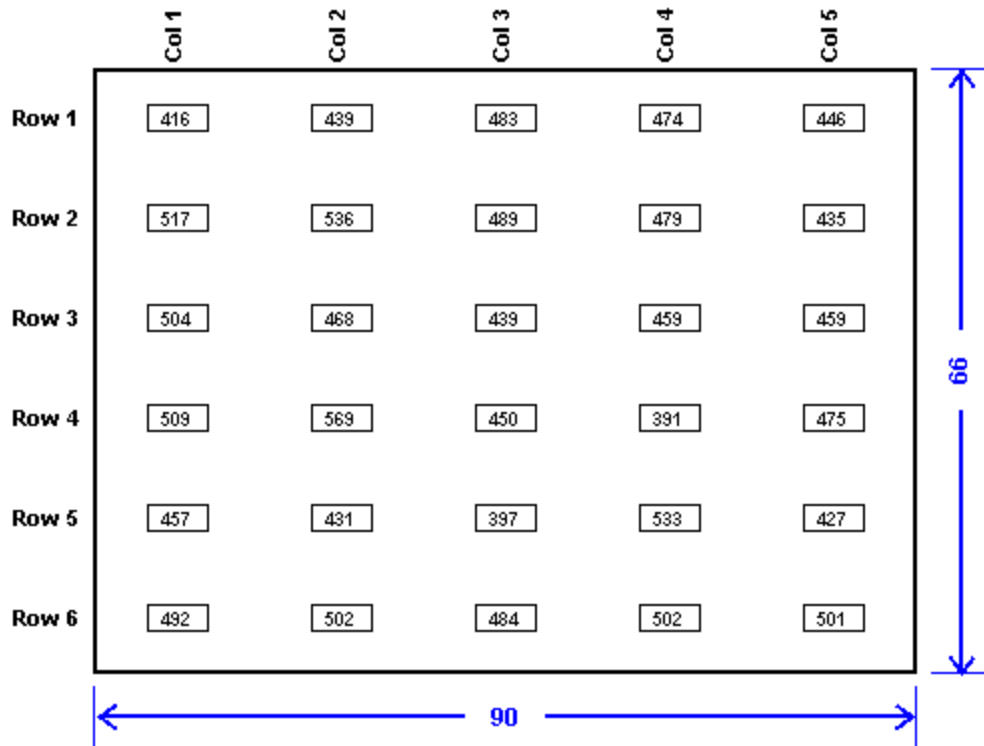 Col 1 Col 2 Col 3 Col 4 Col 5
Row 1 416 439 483 474 446
Row 2 517 536 489 479 435
Row 3 504 468 439 459 459
Row 4 509 569 450 391 475
Row 5 457 431 397 533 427
Row 6 492 502 484 502 501
66
90